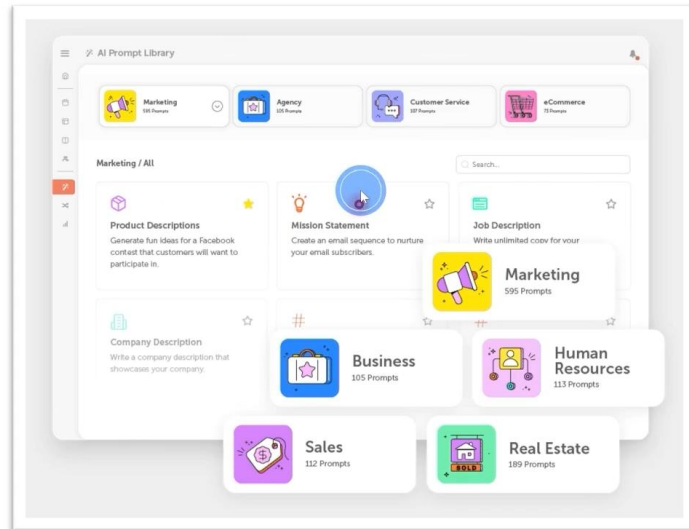 AI Prompt Library
Marketing
595 Prompts
Agency
105 Prompts
Customer Service
107 Prompts
eCommerce
73 Prompts
Marketing / All
Search...
Product Descriptions
Generate fun ideas for a Facebook
contest that customers will want to
participate in.
Mission Statement
Create an email sequence to nurture
your email subscribers.
Job Description
Write unlimited copy for your
Marketing
595 Prompts
Company Description
Write a company description that
showcases your company.
#
#
Business
105 Prompts
Human
Resources
113 Prompts
Sales
112 Prompts
Real Estate
189 Prompts
SOLD